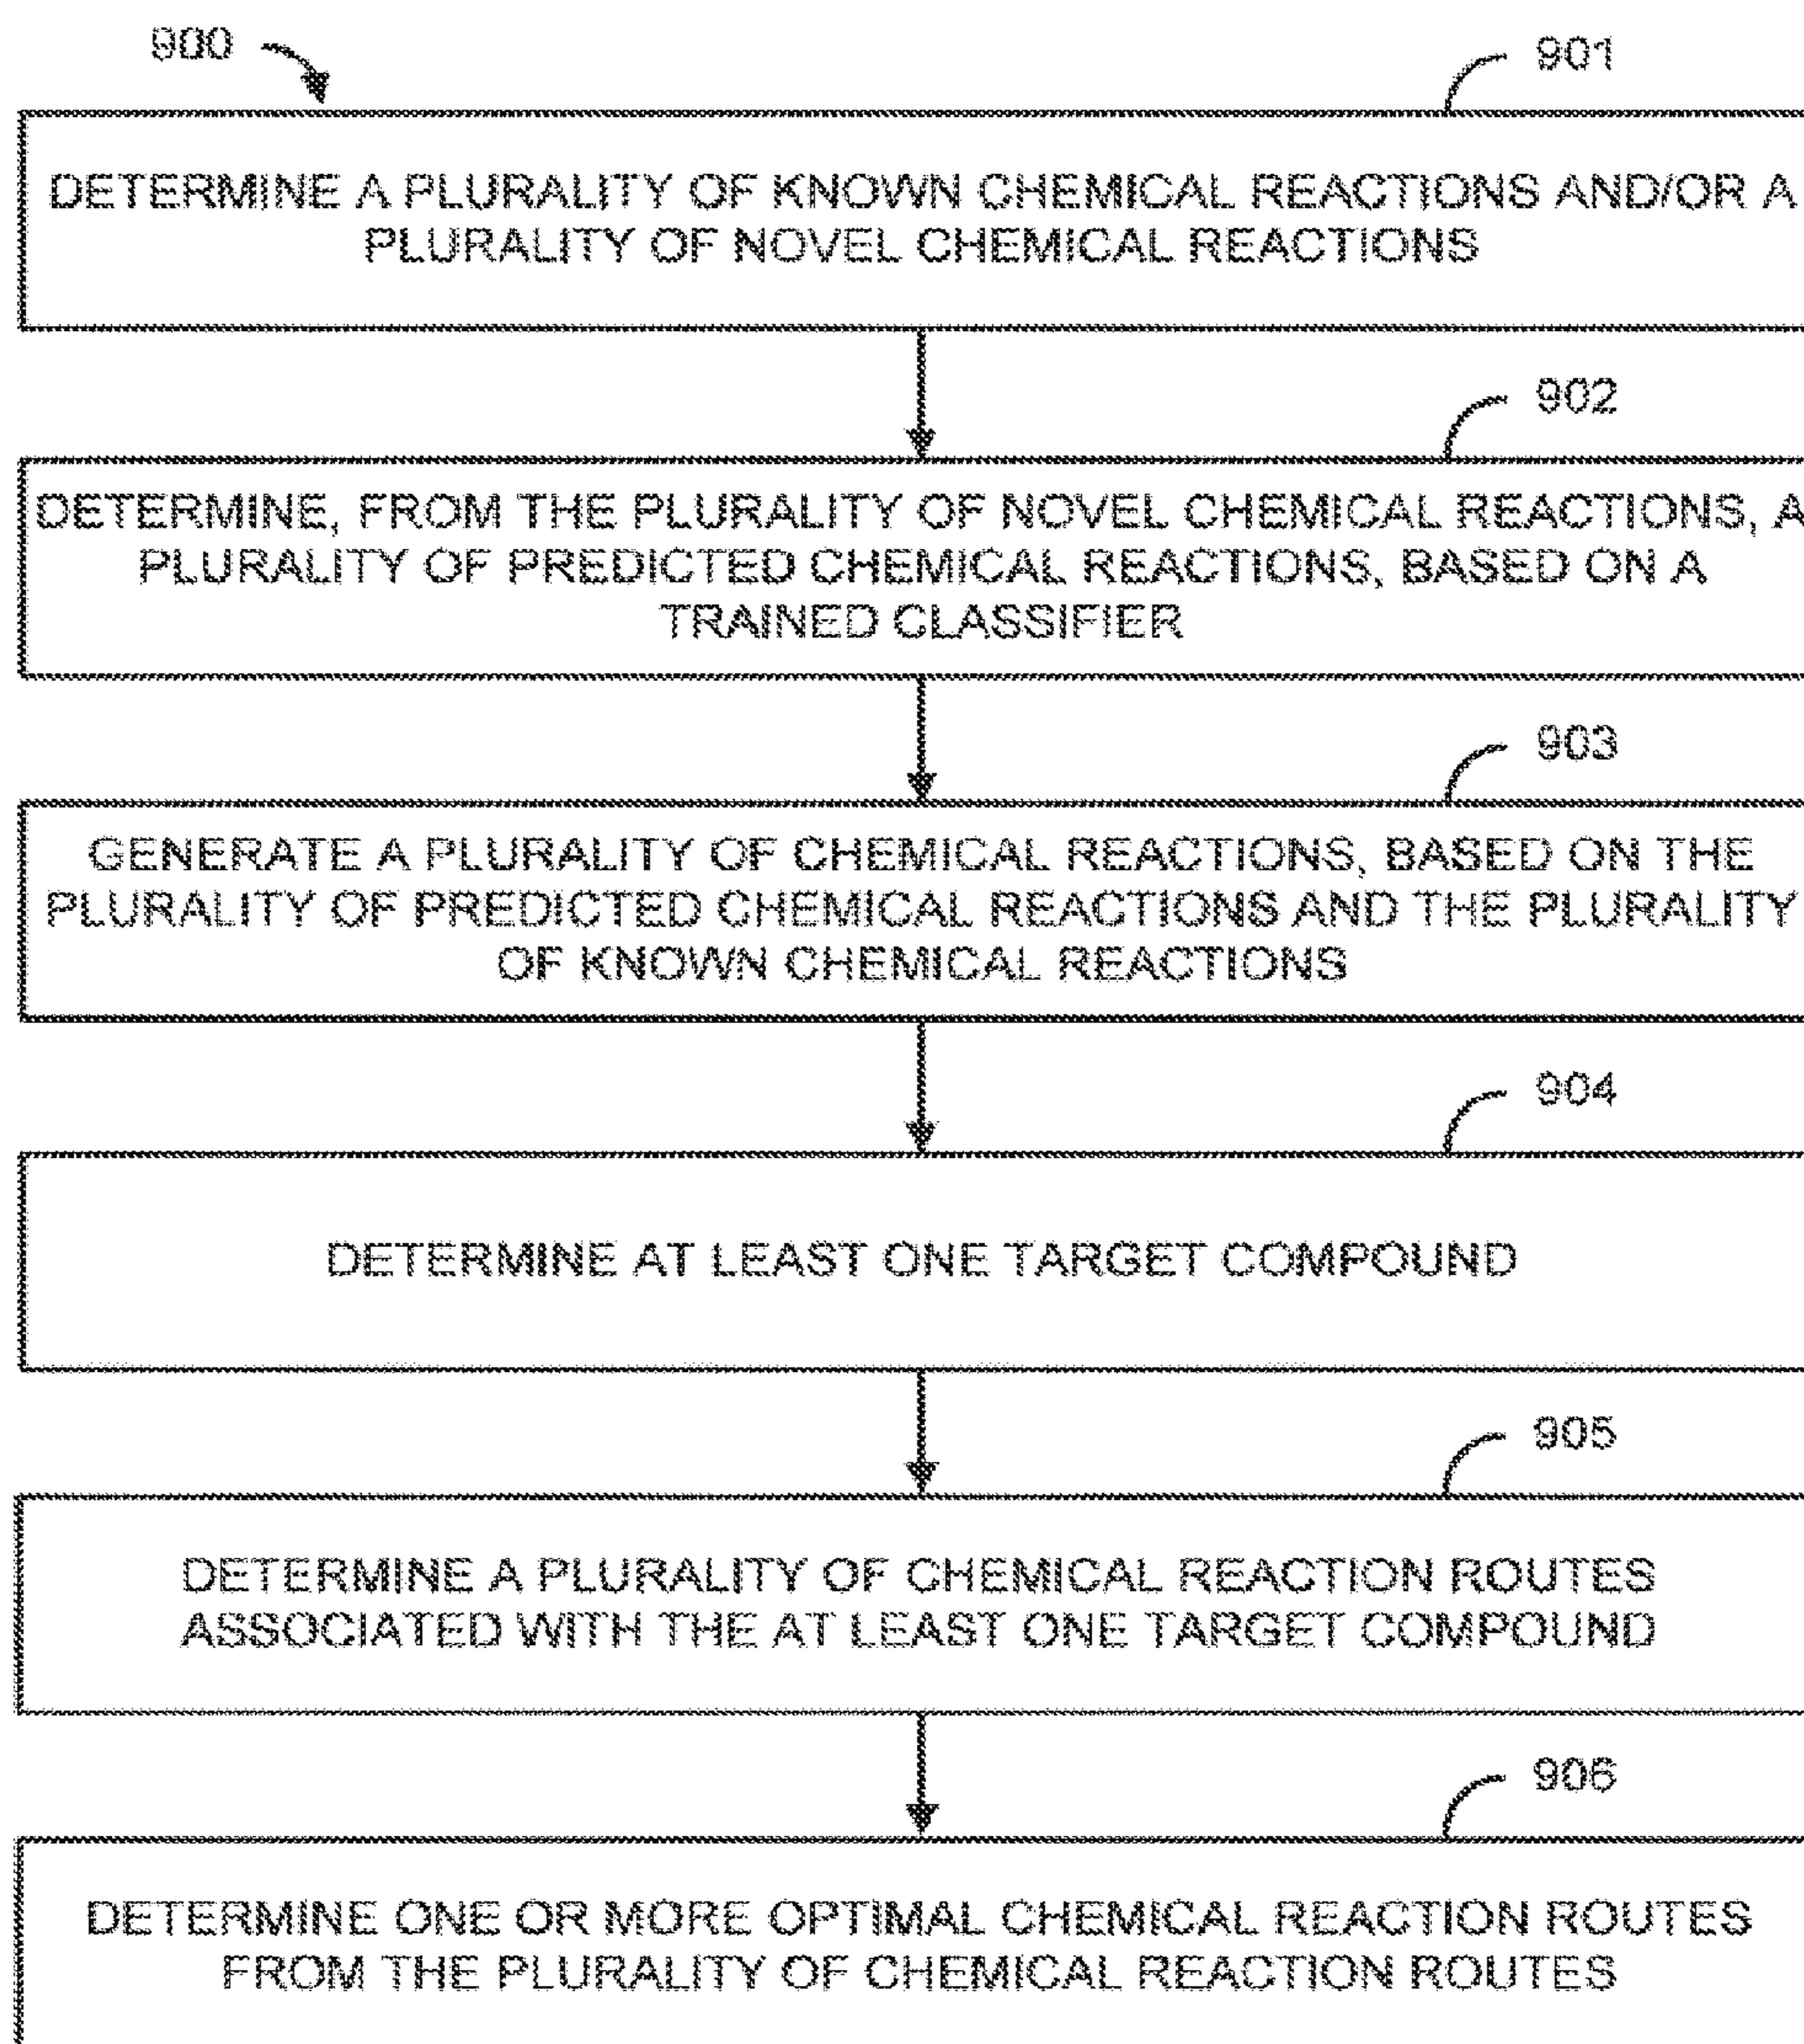 900
901
DETERMINE A PLURALITY OF KNOWN CHEMICAL REACTIONS AND/OR A
PLURALITY OF NOVEL CHEMICAL REACTIONS
902
DETERMINE, FROM THE PLURALITY OF NOVEL CHEMICAL REACTIONS, A
PLURALITY OF PREDICTED CHEMICAL REACTIONS, BASED ON A
TRAINED CLASSIFIER
903
GENERATE A PLURALITY OF CHEMICAL REACTIONS, BASED ON THE
PLURALITY OF PREDICTED CHEMICAL REACTIONS AND THE PLURALITY
OF KNOWN CHEMICAL REACTIONS
904
DETERMINE AT LEAST ONE TARGET COMPOUND
905
DETERMINE A PLURALITY OF CHEMICAL REACTION ROUTES
ASSOCIATED WITH THE AT LEAST ONE TARGET COMPOUND
906
DETERMINE ONE OR MORE OPTIMAL CHEMICAL REACTION ROUTES
FROM THE PLURALITY OF CHEMICAL REACTION ROUTES